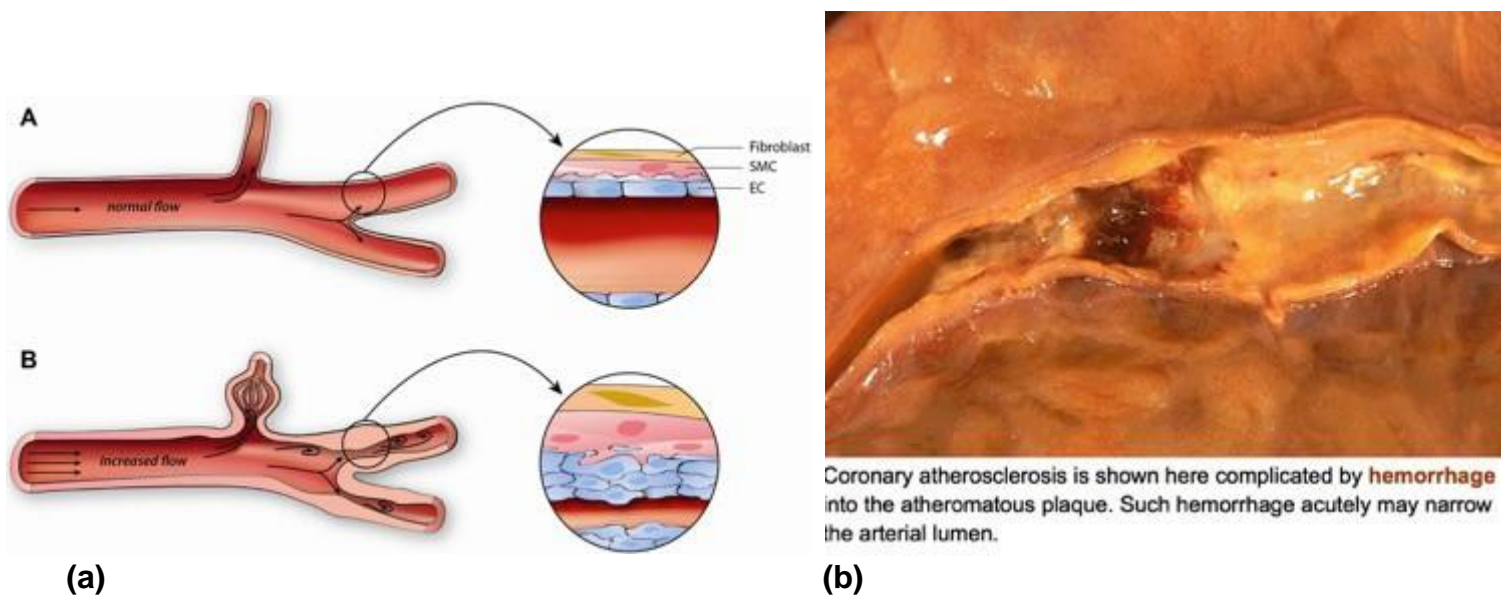 A
Fibroblast
SMC
EC
normal flow
B
increased flow
Coronary atherosclerosis is shown here complicated by hemorrhage
into the atheromatous plaque. Such hemorrhage acutely may narrow
the arterial lumen.
(a)
(b)